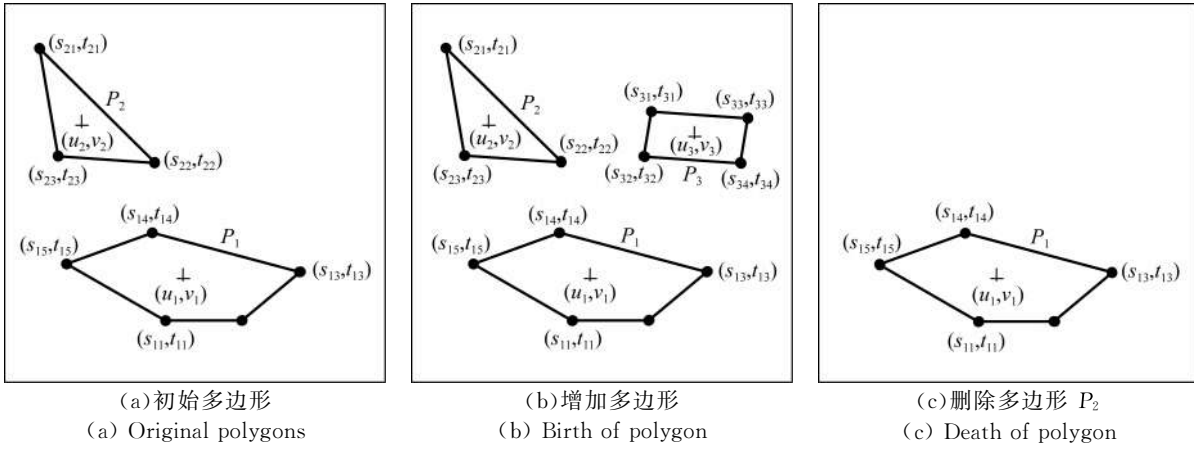 (s₂₁,t₂₁)
P₂
(u₂,v₂)
(s₂₂,t₂₂)
(s₂₃,t₂₃)
(s₁₄,t₁₄)
P₁
(s₁₅,t₁₅)
(s₁₃,t₁₃)
(u₁,v₁)
(s₁₁,t₁₁)
(a)初始多边形
(a) Original polygons
(s₂₁,t₂₁)
P₂
(s₃₁,t₃₁)
(s₃₃,t₃₃)
(u₂,v₂)
(s₂₂,t₂₂)
(u₃,v₃)
(s₂₃,t₂₃)
(s₃₂,t₃₂)
P₃
(s₃₄,t₃₄)
(s₁₄,t₁₄)
P₁
(s₁₅,t₁₅)
(s₁₃,t₁₃)
(u₁,v₁)
(s₁₁,t₁₁)
(b)增加多边形
(b) Birth of polygon
(s₁₄,t₁₄)
P₁
(s₁₅,t₁₅)
(s₁₃,t₁₃)
(u₁,v₁)
(s₁₁,t₁₁)
(c)删除多边形 P₂
(c) Death of polygon